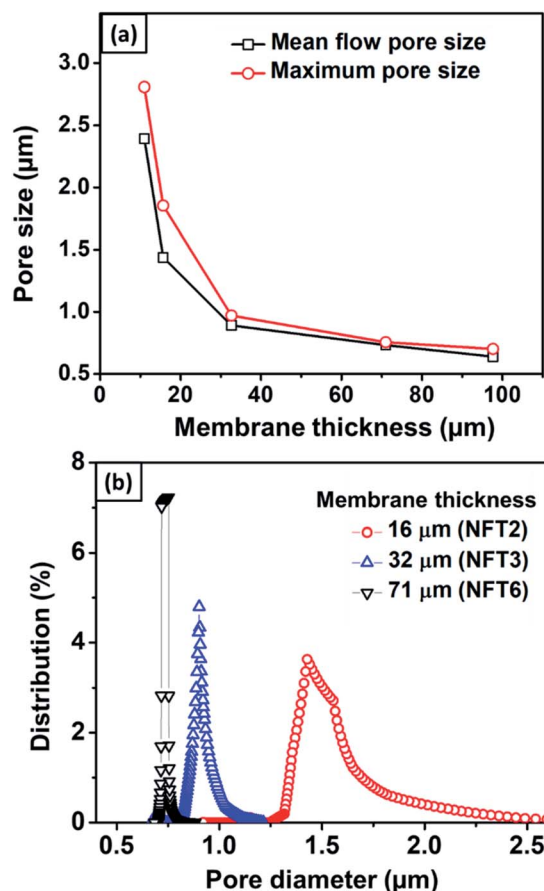 (a)
Mean flow pore size
Maximum pore size
3.0
2.5
2.0
1.5
1.0
0.5
Pore size (μm)
0 20 40 60 80 100
Membrane thickness (μm)
(b)
8
6
4
2
0
Distribution (%)
Membrane thickness
16 μm (NFT2)
32 μm (NFT3)
71 μm (NFT6)
0.5 1.0 1.5 2.0 2.5
Pore diameter (μm)